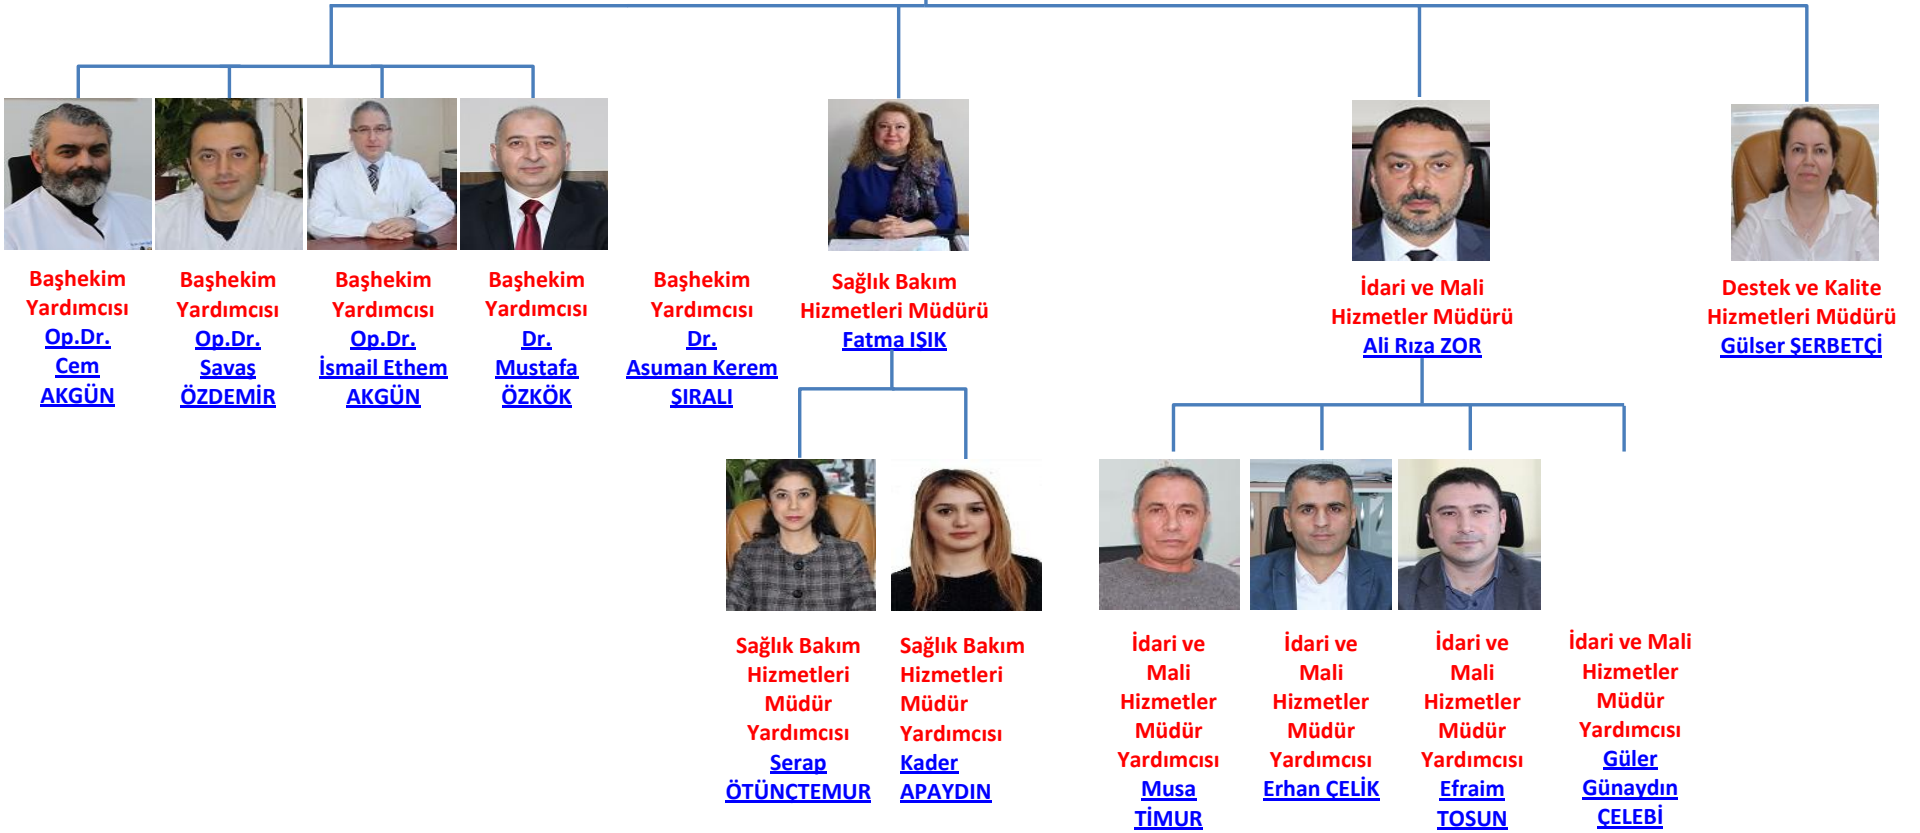 Başhekim
Yardımcısı
Op.Dr.
Cem
AKGÜN
Başhekim
Yardımcısı
Op.Dr.
Savaş
ÖZDEMİR
Başhekim
Yardımcısı
Op.Dr.
İsmail Ethem
AKGÜN
Başhekim
Yardımcısı
Dr.
Mustafa
ÖZKÖK
Başhekim
Yardımcısı
Dr.
Asuman Kerem
SIRALI
Sağlık Bakım
Hizmetleri Müdürü
Fatma IŞIK
İdari ve Mali
Hizmetler Müdürü
Ali Rıza ZOR
Destek ve Kalite
Hizmetleri Müdürü
Gülser ŞERBETÇİ
Sağlık Bakım
Hizmetleri
Müdür
Yardımcısı
Serap
ÖTÜNÇTEMUR
Sağlık Bakım
Hizmetleri
Müdür
Yardımcısı
Kader
APAYDIN
İdari ve
Mali
Hizmetler
Müdür
Yardımcısı
Musa
TİMUR
İdari ve
Mali
Hizmetler
Müdür
Yardımcısı
Erhan ÇELİK
İdari ve
Mali
Hizmetler
Müdür
Yardımcısı
Efraim
TOSUN
İdari ve Mali
Hizmetler
Müdür
Yardımcısı
Güler
Günaydın
ÇELEBİ